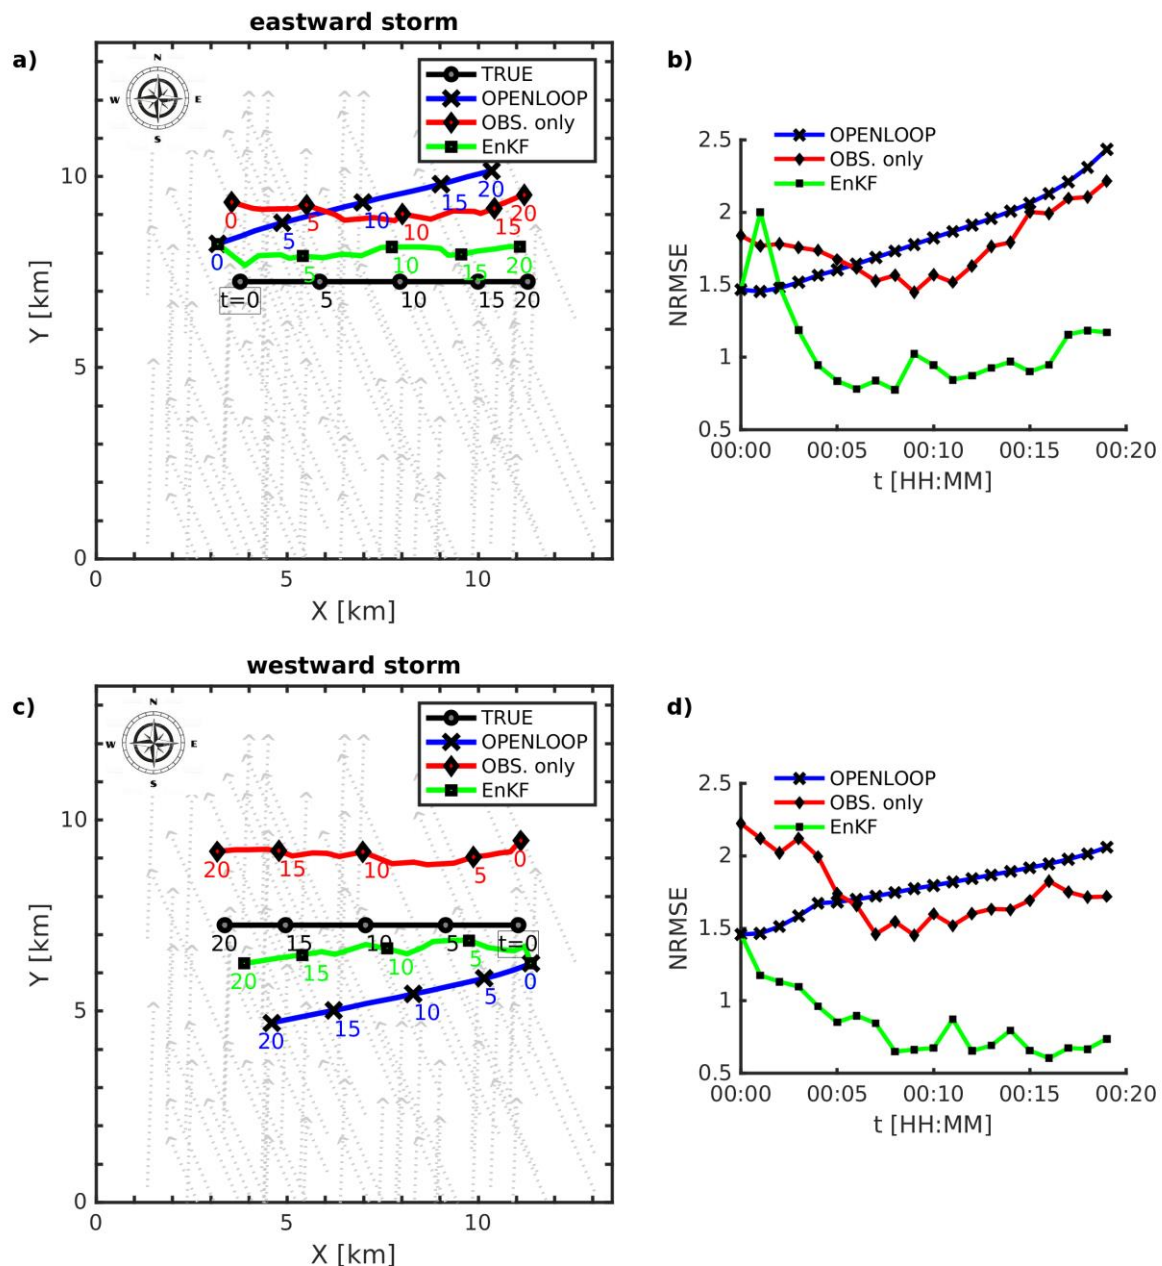 eastward storm
a)
N
W E
S
TRUE
OPENLOOP
OBS. only
EnKF
10
5
0
Y [km]
0 5 10 15 20
0 5 10 15 20
5 10 15 20
t=0 5 10 15 20
0 5 10
X [km]
b)
OPENLOOP
OBS. only
EnKF
2.5
2
1.5
1
0.5
NRMSE
00:00 00:05 00:10 00:15 00:20
t [HH:MM]
westward storm
c)
N
W E
S
TRUE
OPENLOOP
OBS. only
EnKF
10
5
0
Y [km]
20 15 10 5 0
20 15 10 5 t=0
20 15 10 5
20 15 10 5 0
0 5 10
X [km]
d)
OPENLOOP
OBS. only
EnKF
2.5
2
1.5
1
0.5
NRMSE
00:00 00:05 00:10 00:15 00:20
t [HH:MM]